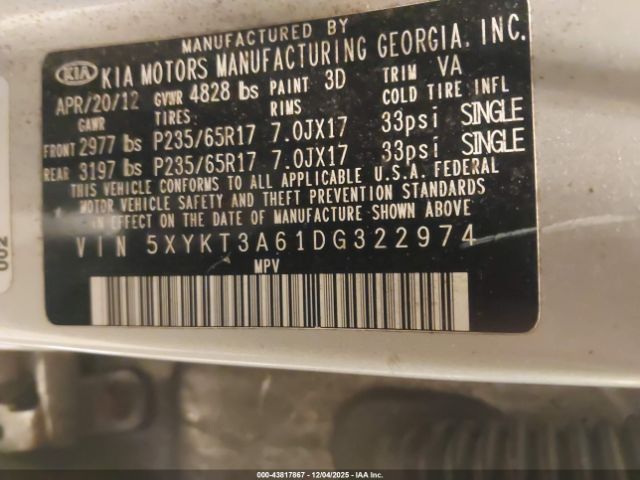 MANUFACTURED BY
KIA KIA MOTORS MANUFACTURING GEORGIA, INC.
APR/20/12 GVWR 4828 lbs PAINT 3D TRIM VA
GAWR TIRES: RIMS COLD TIRE INFL
FRONT 2977 lbs P235/65R17 7.0JX17 33psi SINGLE
REAR 3197 lbs P235/65R17 7.0JX17 33psi SINGLE
THIS VEHICLE CONFORMS TO ALL APPLICABLE U.S.A. FEDERAL
MOTOR VEHICLE SAFETY AND THEFT PREVENTION STANDARDS
IN EFFECT ON THE DATE OF MANUFACTURE SHOWN ABOVE
VIN 5XYKT3A61DG322974
MPV
002
000-43817867 - 12/04/2025 - IAA Inc.